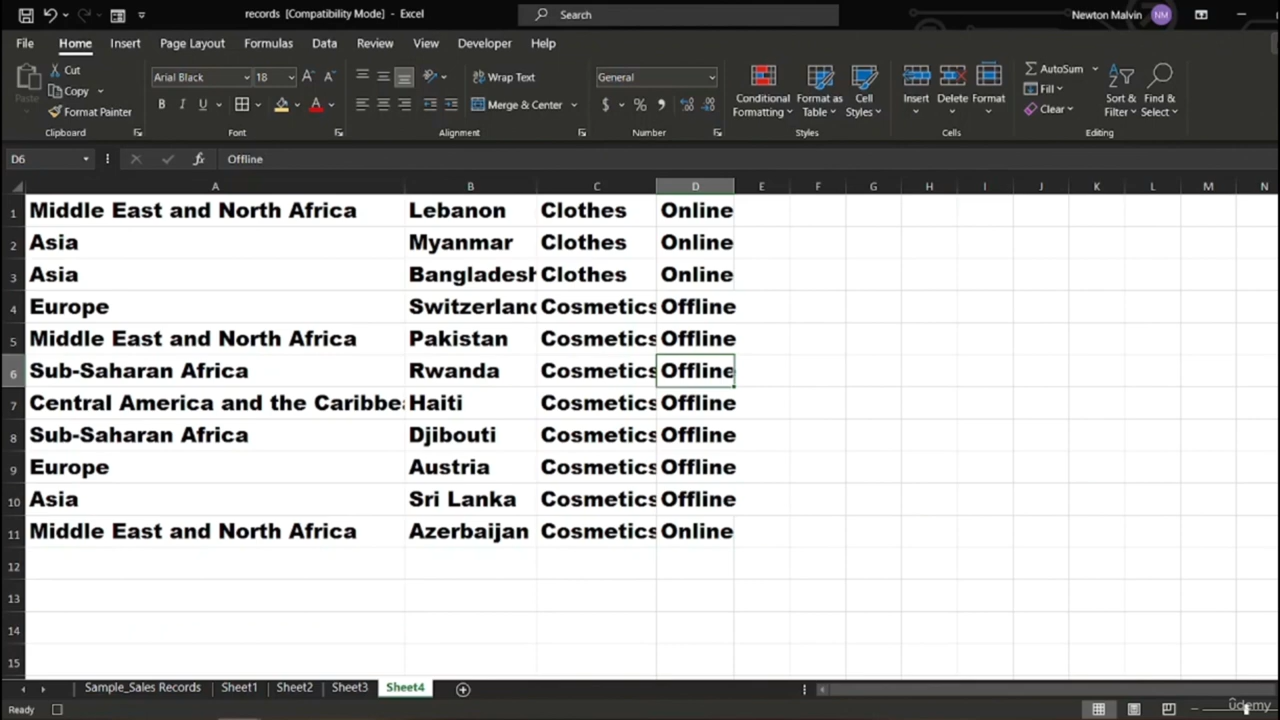 records [Compatibility Mode] - Excel
Search
Newton Malvin
NM
File Home Insert Page Layout Formulas Data Review View Developer Help
Paste
Cut
Copy
Format Painter
Clipboard
Arial Black 18
B I U
Font
Wrap Text
Merge & Center
Alignment
General
$ % ,
Number
Conditional Formatting
Format as Table
Cell Styles
Styles
Insert Delete Format
Cells
AutoSum
Fill
Clear
Sort & Filter
Find & Select
Editing
D6 fx Offline
A B C D E F G H I J K L M N
1 Middle East and North Africa Lebanon Clothes Online
2 Asia Myanmar Clothes Online
3 Asia Bangladesh Clothes Online
4 Europe Switzerland Cosmetics Offline
5 Middle East and North Africa Pakistan Cosmetics Offline
6 Sub-Saharan Africa Rwanda Cosmetics Offline
7 Central America and the Caribbea Haiti Cosmetics Offline
8 Sub-Saharan Africa Djibouti Cosmetics Offline
9 Europe Austria Cosmetics Offline
10 Asia Sri Lanka Cosmetics Offline
11 Middle East and North Africa Azerbaijan Cosmetics Online
12
13
14
15
Sample_Sales Records Sheet1 Sheet2 Sheet3 Sheet4
Ready
udemy